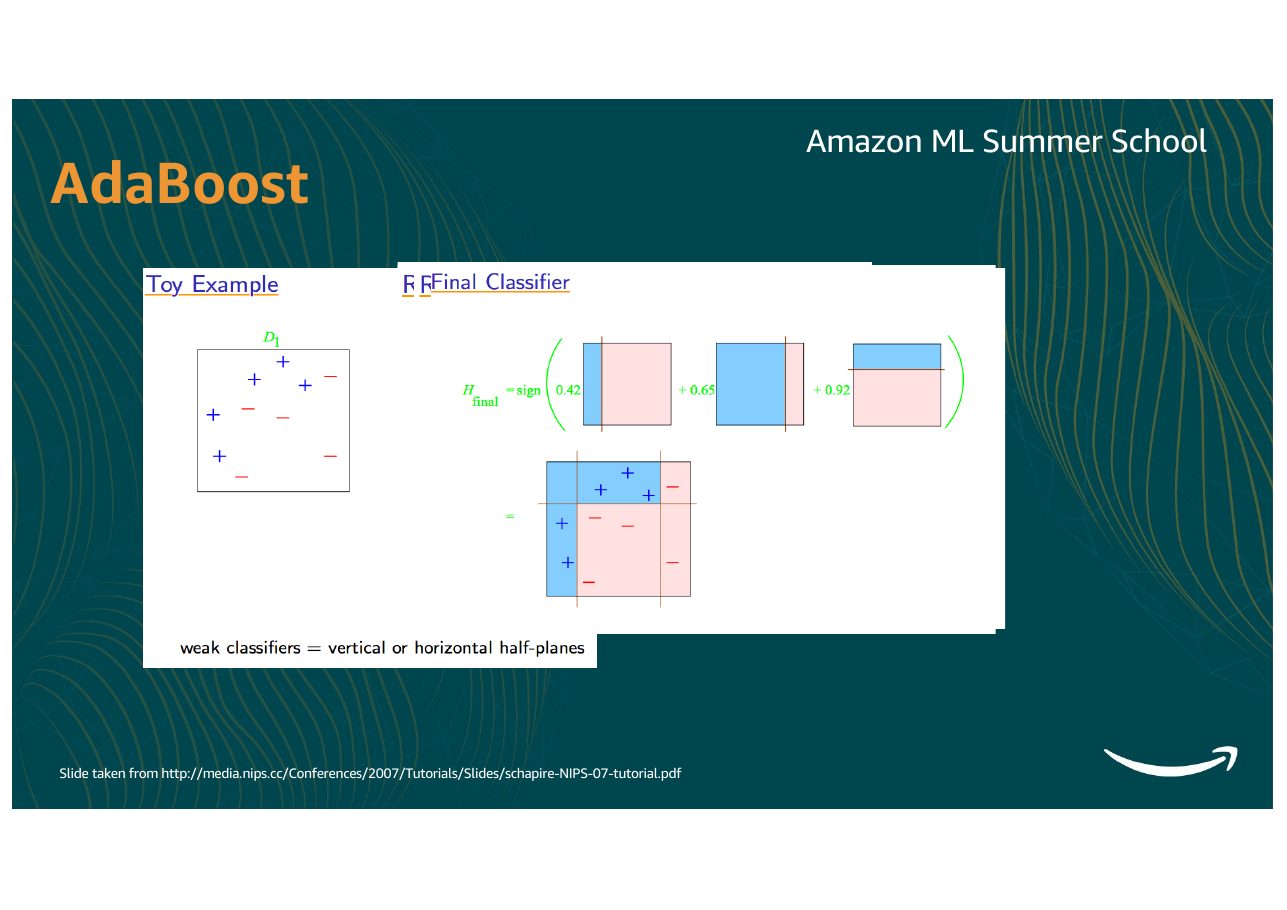 Amazon ML Summer School
AdaBoost
Toy Example
D1
+ + + −
+ − −
+ −
−
weak classifiers = vertical or horizontal half-planes
Final Classifier
H final = sign ( 0.42 + 0.65 + 0.92 )
=
+ + + −
+ − −
+ −
−
Slide taken from http://media.nips.cc/Conferences/2007/Tutorials/Slides/schapire-NIPS-07-tutorial.pdf